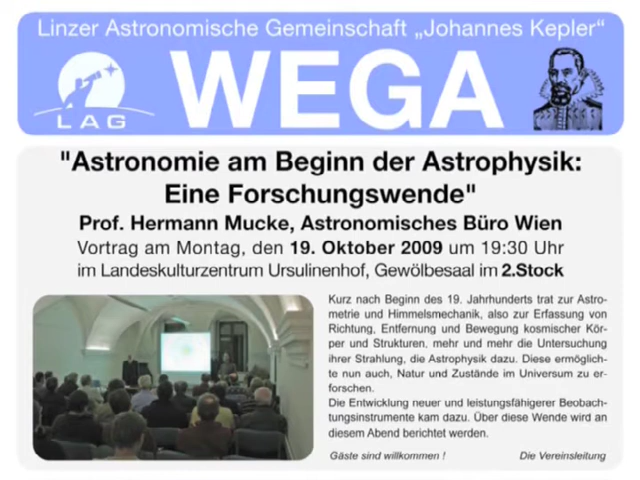 Linzer Astronomische Gemeinschaft „Johannes Kepler“
WEGA
LAG
"Astronomie am Beginn der Astrophysik:
Eine Forschungswende"
Prof. Hermann Mucke, Astronomisches Büro Wien
Vortrag am Montag, den 19. Oktober 2009 um 19:30 Uhr
im Landeskulturzentrum Ursulinenhof, Gewölbesaal im 2.Stock
Kurz nach Beginn des 19. Jahrhunderts trat zur Astro-
metrie und Himmelsmechanik, also zur Erfassung von
Richtung, Entfernung und Bewegung kosmischer Kör-
per und Strukturen, mehr und mehr die Untersuchung
ihrer Strahlung, die Astrophysik dazu. Diese ermöglich-
te nun auch, Natur und Zustände im Universum zu er-
forschen.
Die Entwicklung neuer und leistungsfähigerer Beobach-
tungsinstrumente kam dazu. Über diese Wende wird an
diesem Abend berichtet werden.
Gäste sind willkommen !
Die Vereinsleitung